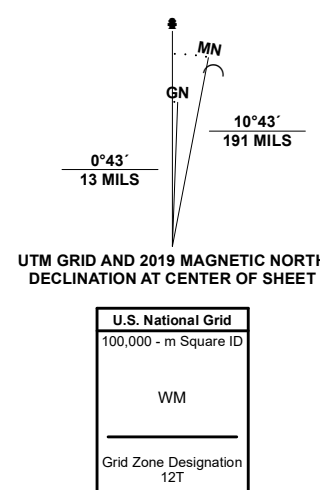 MN
GN
10°43´
191 MILS
0°43´
13 MILS
UTM GRID AND 2019 MAGNETIC NORTH
DECLINATION AT CENTER OF SHEET
U.S. National Grid
100,000 - m Square ID
WM
Grid Zone Designation
12T